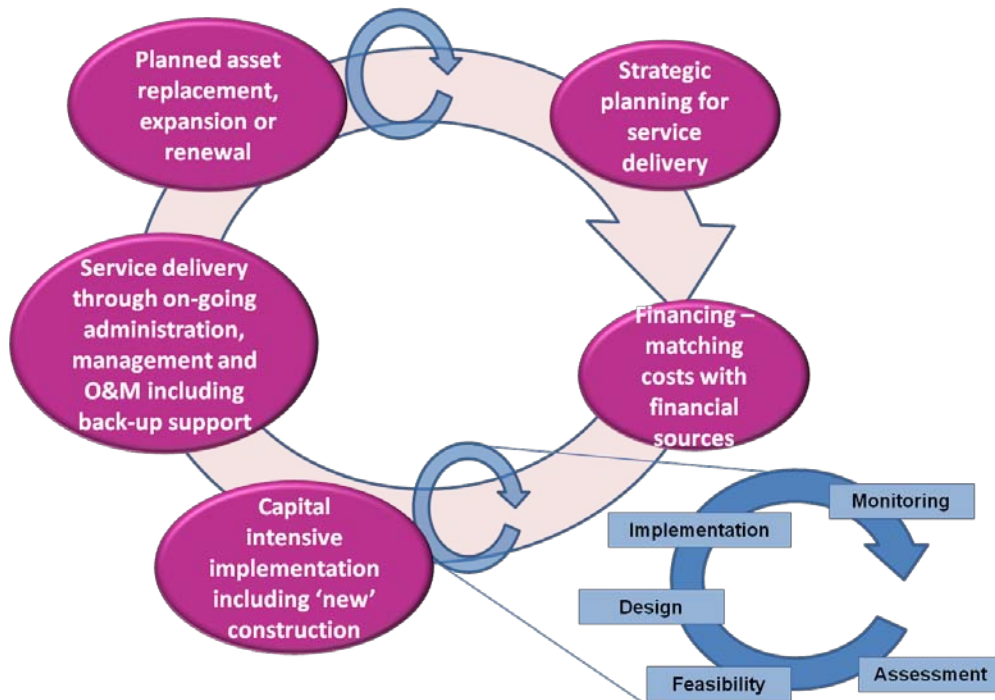 Planned asset
replacement,
expansion or
renewal
Strategic
planning for
service
delivery
Service delivery
through on-going
administration,
management and
O&M including
back-up support
Financing –
matching
costs with
financial
sources
Capital
intensive
implementation
including ‘new’
construction
Monitoring
Implementation
Design
Feasibility
Assessment